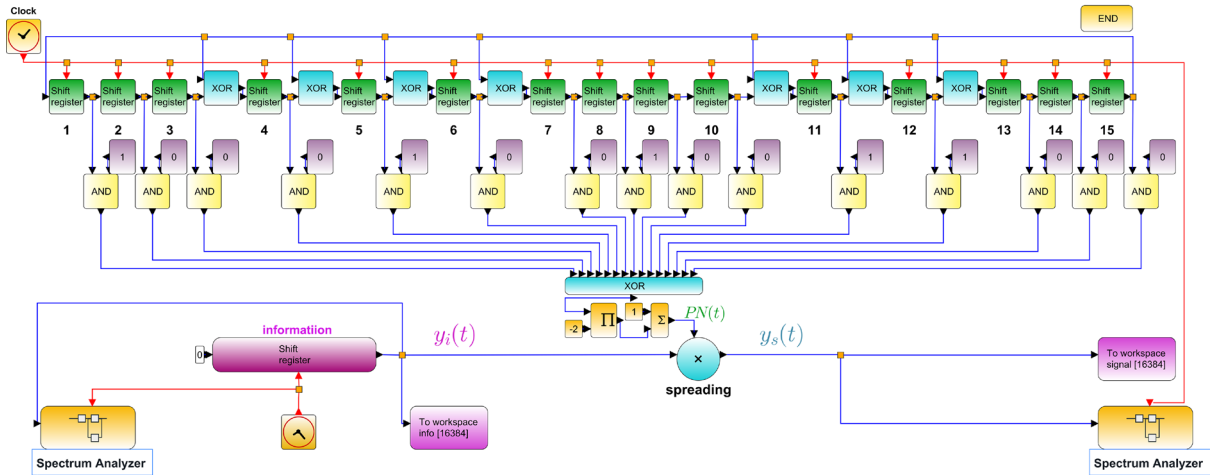 Clock
END
Shift
register
Shift
register
Shift
register
XOR
Shift
register
XOR
Shift
register
XOR
Shift
register
XOR
Shift
register
Shift
register
Shift
register
Shift
register
XOR
Shift
register
XOR
Shift
register
XOR
Shift
register
Shift
register
Shift
register
1 2 3 4 5 6 7 8 9 10 11 12 13 14 15
1 0 0 0 1 0 0 1 0 0 1 1 0 0 0
AND AND AND AND AND AND AND AND AND AND AND AND AND AND AND
XOR
-2
Π
1
Σ
PN(t)
information
0
Shift
register
y_i(t)
×
spreading
y_s(t)
To workspace
signal [16384]
To workspace
info [16384]
Spectrum Analyzer
Spectrum Analyzer